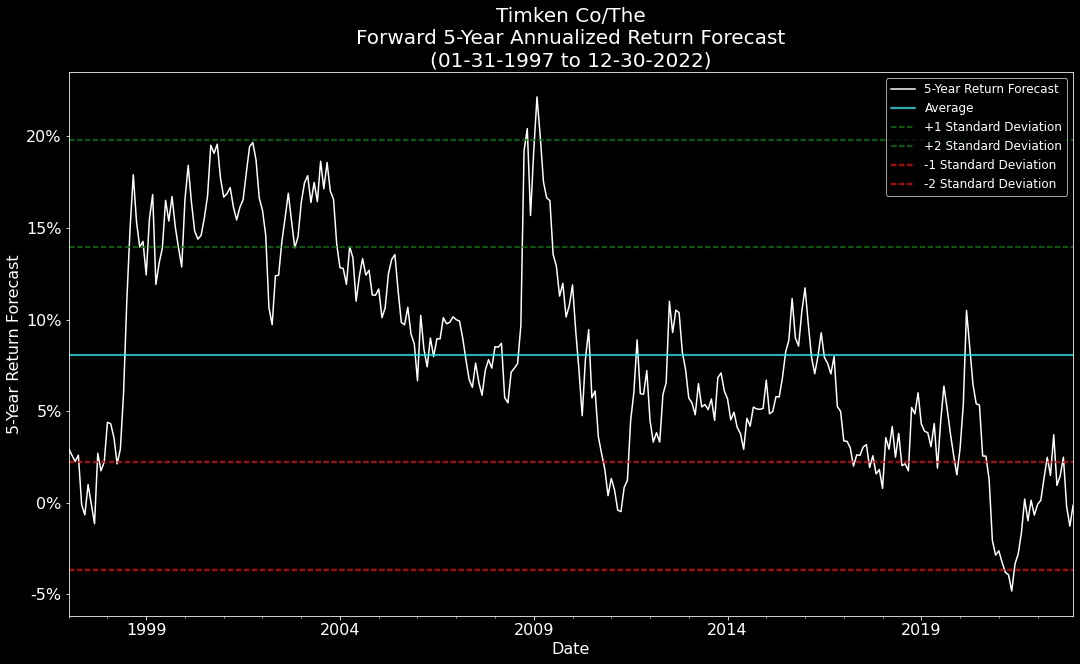 Timken Co/The
Forward 5-Year Annualized Return Forecast
(01-31-1997 to 12-30-2022)
5-Year Return Forecast
Average
+1 Standard Deviation
+2 Standard Deviation
-1 Standard Deviation
-2 Standard Deviation
5-Year Return Forecast
20%
15%
10%
5%
0%
-5%
1999
2004
2009
2014
2019
Date